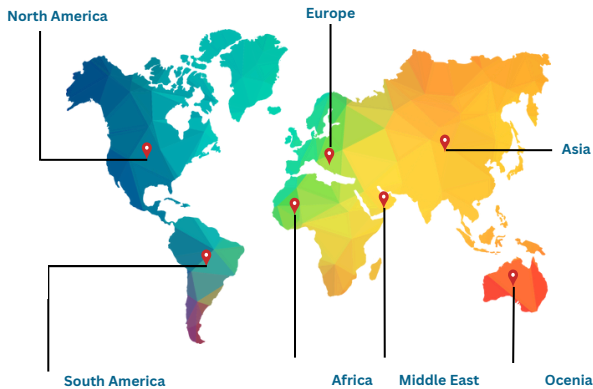 North America
Europe
Asia
South America
Africa
Middle East
Ocenia